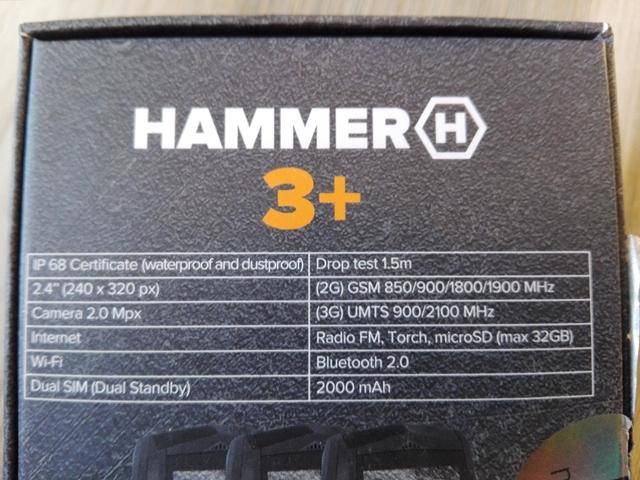 HAMMER H
3+
IP 68 Certificate (waterproof and dustproof) Drop test 1.5m
2.4" (240 x 320 px) (2G) GSM 850/900/1800/1900 MHz
Camera 2.0 Mpx (3G) UMTS 900/2100 MHz
Internet Radio FM, Torch, microSD (max 32GB)
Wi-Fi Bluetooth 2.0
Dual SIM (Dual Standby) 2000 mAh